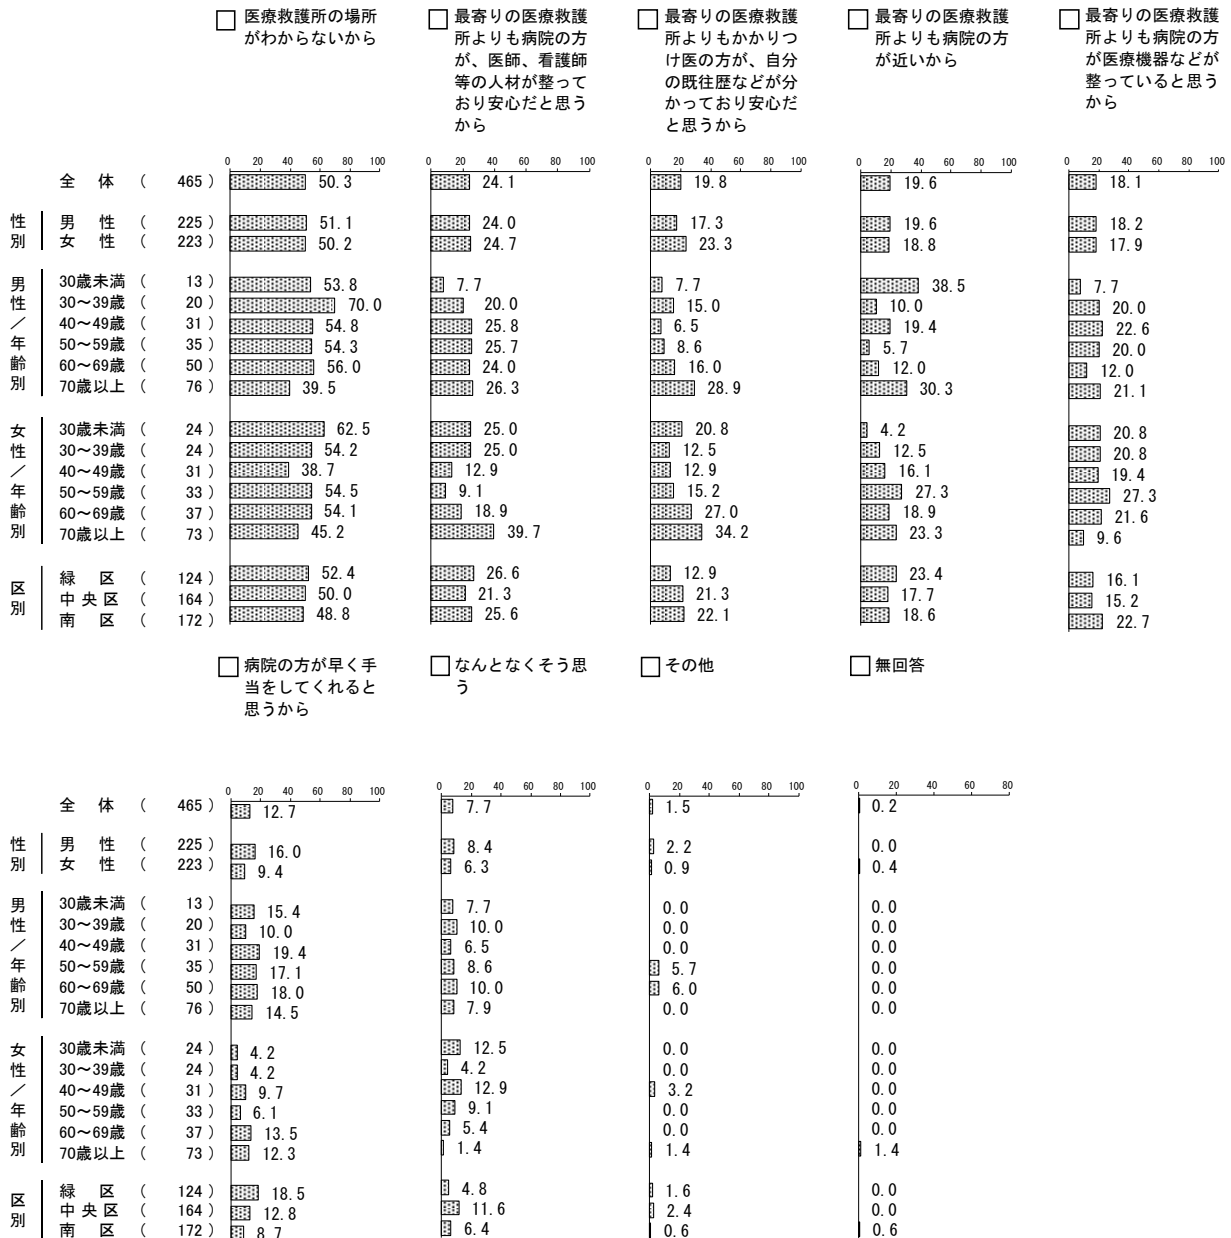 医療救護所の場所
がわからないから
最寄りの医療救護
所よりも病院の方
が、医師、看護師
等の人材が整って
おり安心だと思う
から
最寄りの医療救護
所よりもかかりつ
け医の方が、自分
の既往歴などが分
かっており安心だ
と思うから
最寄りの医療救護
所よりも病院の方
が近いから
最寄りの医療救護
所よりも病院の方
が医療機器などが
整っていると思う
から
0 20 40 60 80 100 0 20 40 60 80 100 0 20 40 60 80 100 0 20 40 60 80 100 0 20 40 60 80 100
全体 ( 465 ) 50.3 24.1 19.8 19.6 18.1
性別
男性 ( 225 ) 51.1 24.0 17.3 19.6 18.2
女性 ( 223 ) 50.2 24.7 23.3 18.8 17.9
男性／年齢別
30歳未満 ( 13 ) 53.8 7.7 7.7 38.5 7.7
30～39歳 ( 20 ) 70.0 20.0 15.0 10.0 20.0
40～49歳 ( 31 ) 54.8 25.8 6.5 19.4 22.6
50～59歳 ( 35 ) 54.3 25.7 8.6 5.7 20.0
60～69歳 ( 50 ) 56.0 24.0 16.0 12.0 12.0
70歳以上 ( 76 ) 39.5 26.3 28.9 30.3 21.1
女性／年齢別
30歳未満 ( 24 ) 62.5 25.0 20.8 4.2 20.8
30～39歳 ( 24 ) 54.2 25.0 12.5 12.5 20.8
40～49歳 ( 31 ) 38.7 12.9 12.9 16.1 19.4
50～59歳 ( 33 ) 54.5 9.1 15.2 27.3 27.3
60～69歳 ( 37 ) 54.1 18.9 27.0 18.9 21.6
70歳以上 ( 73 ) 45.2 39.7 34.2 23.3 9.6
区別
緑区 ( 124 ) 52.4 26.6 12.9 23.4 16.1
中央区 ( 164 ) 50.0 21.3 21.3 17.7 15.2
南区 ( 172 ) 48.8 25.6 22.1 18.6 22.7
病院の方が早く手
当をしてくれると
思うから
なんとなくそう思
う
その他
無回答
0 20 40 60 80 100 0 20 40 60 80 100 0 20 40 60 80 100 0 20 40 60 80
全体 ( 465 ) 12.7 7.7 1.5 0.2
性別
男性 ( 225 ) 16.0 8.4 2.2 0.0
女性 ( 223 ) 9.4 6.3 0.9 0.4
男性／年齢別
30歳未満 ( 13 ) 15.4 7.7 0.0 0.0
30～39歳 ( 20 ) 10.0 10.0 0.0 0.0
40～49歳 ( 31 ) 19.4 6.5 0.0 0.0
50～59歳 ( 35 ) 17.1 8.6 5.7 0.0
60～69歳 ( 50 ) 18.0 10.0 6.0 0.0
70歳以上 ( 76 ) 14.5 7.9 0.0 0.0
女性／年齢別
30歳未満 ( 24 ) 4.2 12.5 0.0 0.0
30～39歳 ( 24 ) 4.2 4.2 0.0 0.0
40～49歳 ( 31 ) 9.7 12.9 3.2 0.0
50～59歳 ( 33 ) 6.1 9.1 0.0 0.0
60～69歳 ( 37 ) 13.5 5.4 0.0 0.0
70歳以上 ( 73 ) 12.3 1.4 1.4 1.4
区別
緑区 ( 124 ) 18.5 4.8 1.6 0.0
中央区 ( 164 ) 12.8 11.6 2.4 0.0
南区 ( 172 ) 8.7 6.4 0.6 0.6